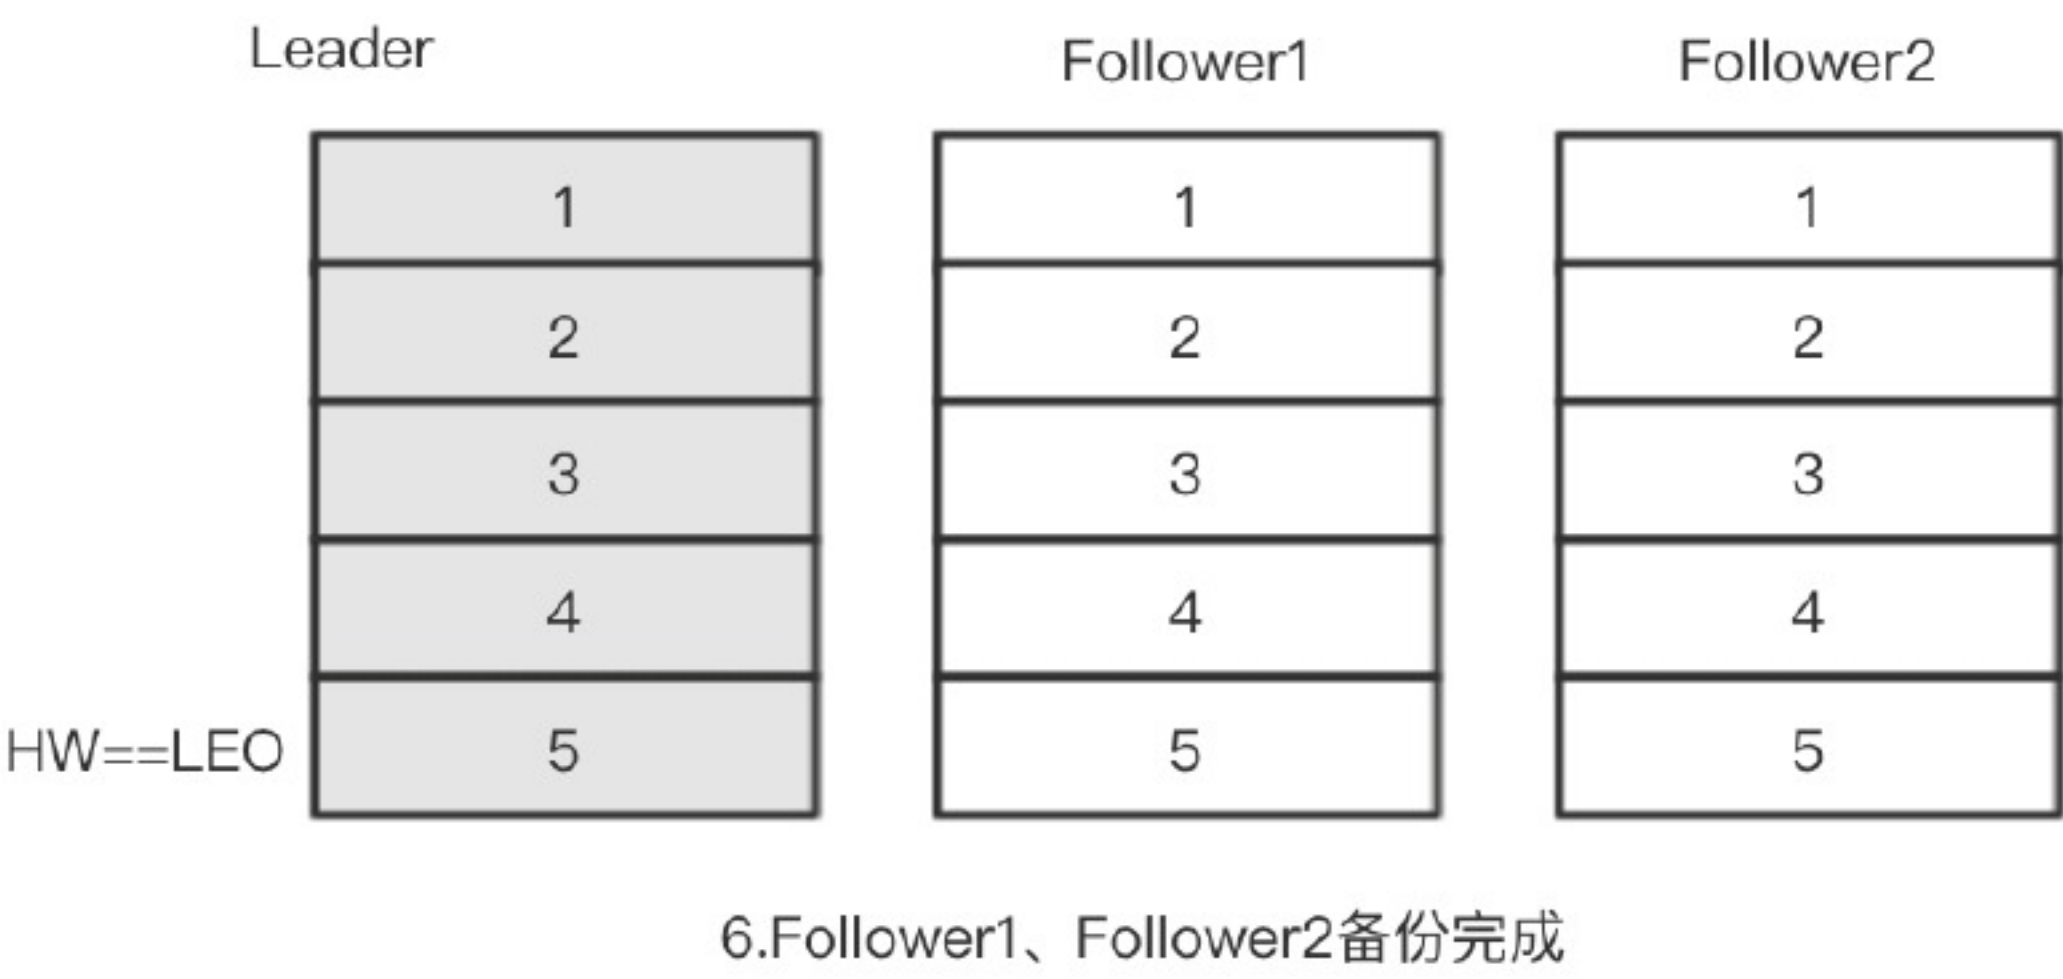 Leader Follower1 Follower2
1 1 1
2 2 2
3 3 3
4 4 4
HW==LEO 5 5 5
6.Follower1、Follower2备份完成